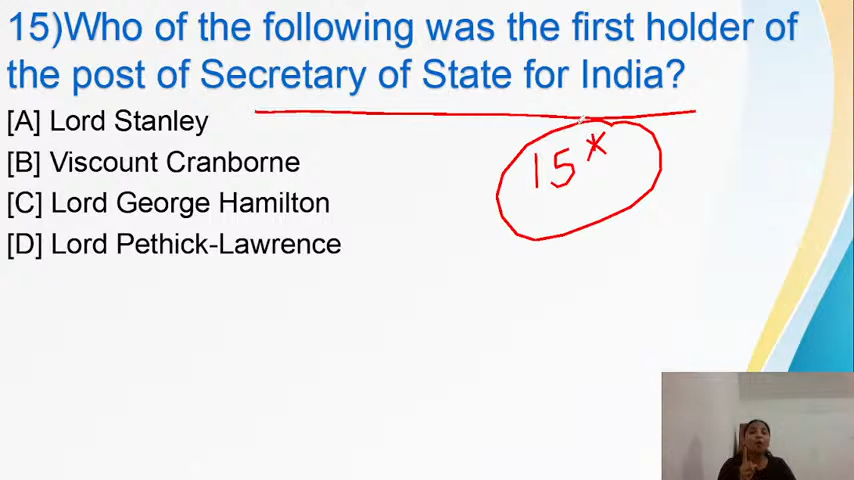 15)Who of the following was the first holder of
the post of Secretary of State for India?
[A] Lord Stanley
[B] Viscount Cranborne
[C] Lord George Hamilton
[D] Lord Pethick-Lawrence
15*